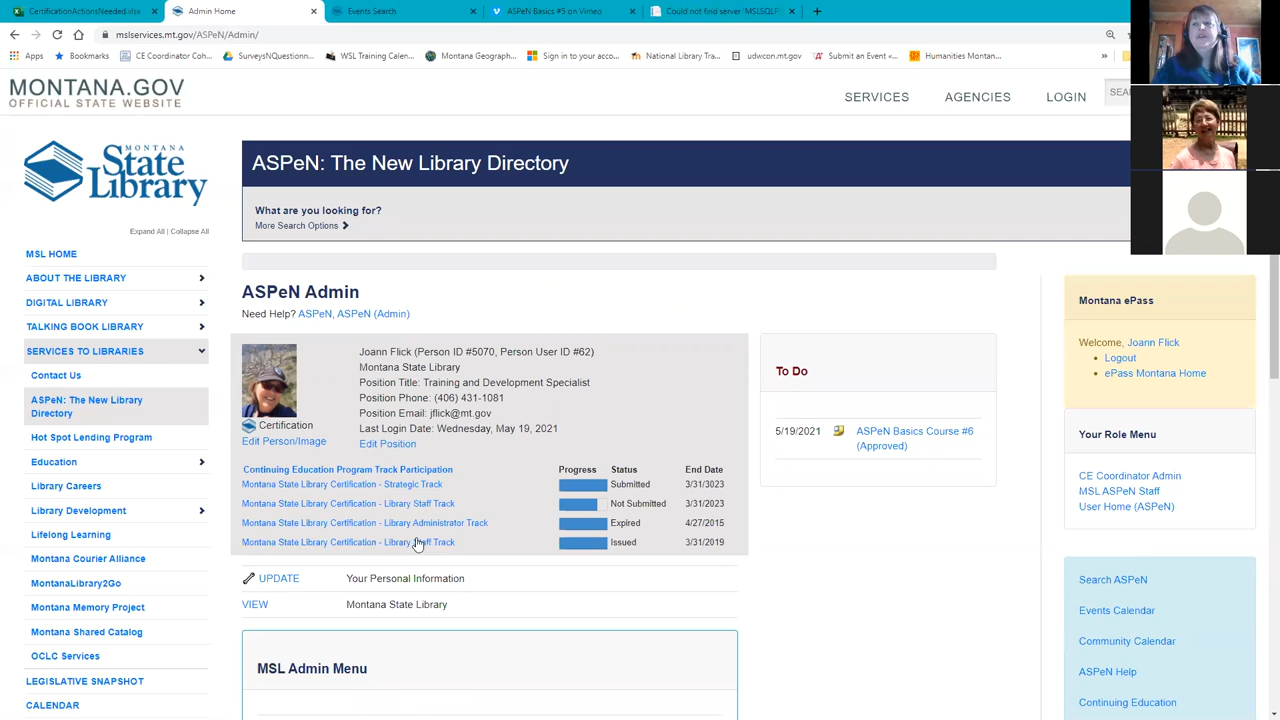 CertificationActionsNeeded.xlsx
Admin Home
Events Search
ASPeN Basics #5 on Vimeo
Could not find server 'MSLSQLP'
mslservices.mt.gov/ASPeN/Admin/
Apps
Bookmarks
CE Coordinator Coh...
SurveysNQuestionn...
WSL Training Calen...
Montana Geograph...
Sign in to your acco...
National Library Tra...
udwcon.mt.gov
Submit an Event «...
Humanities Montan...
MONTANA.GOV
OFFICIAL STATE WEBSITE
SERVICES
AGENCIES
LOGIN
SEA
MONTANA
State
Library
ASPeN: The New Library Directory
What are you looking for?
More Search Options
Expand All | Collapse All
MSL HOME
ABOUT THE LIBRARY
DIGITAL LIBRARY
TALKING BOOK LIBRARY
SERVICES TO LIBRARIES
Contact Us
ASPeN: The New Library
Directory
Hot Spot Lending Program
Education
Library Careers
Library Development
Lifelong Learning
Montana Courier Alliance
MontanaLibrary2Go
Montana Memory Project
Montana Shared Catalog
OCLC Services
LEGISLATIVE SNAPSHOT
CALENDAR
ASPeN Admin
Need Help? ASPeN, ASPeN (Admin)
Joann Flick (Person ID #5070, Person User ID #62)
Montana State Library
Position Title: Training and Development Specialist
Position Phone: (406) 431-1081
Position Email: jflick@mt.gov
Last Login Date: Wednesday, May 19, 2021
Edit Position
Certification
Edit Person/Image
Continuing Education Program Track Participation Progress Status End Date
Montana State Library Certification - Strategic Track Submitted 3/31/3023
Montana State Library Certification - Library Staff Track Not Submitted 3/31/2023
Montana State Library Certification - Library Administrator Track Expired 4/27/2015
Montana State Library Certification - Library Staff Track Issued 3/31/2019
UPDATE Your Personal Information
VIEW Montana State Library
MSL Admin Menu
To Do
5/19/2021 ASPeN Basics Course #6
(Approved)
Montana ePass
Welcome, Joann Flick
Logout
ePass Montana Home
Your Role Menu
CE Coordinator Admin
MSL ASPeN Staff
User Home (ASPeN)
Search ASPeN
Events Calendar
Community Calendar
ASPeN Help
Continuing Education